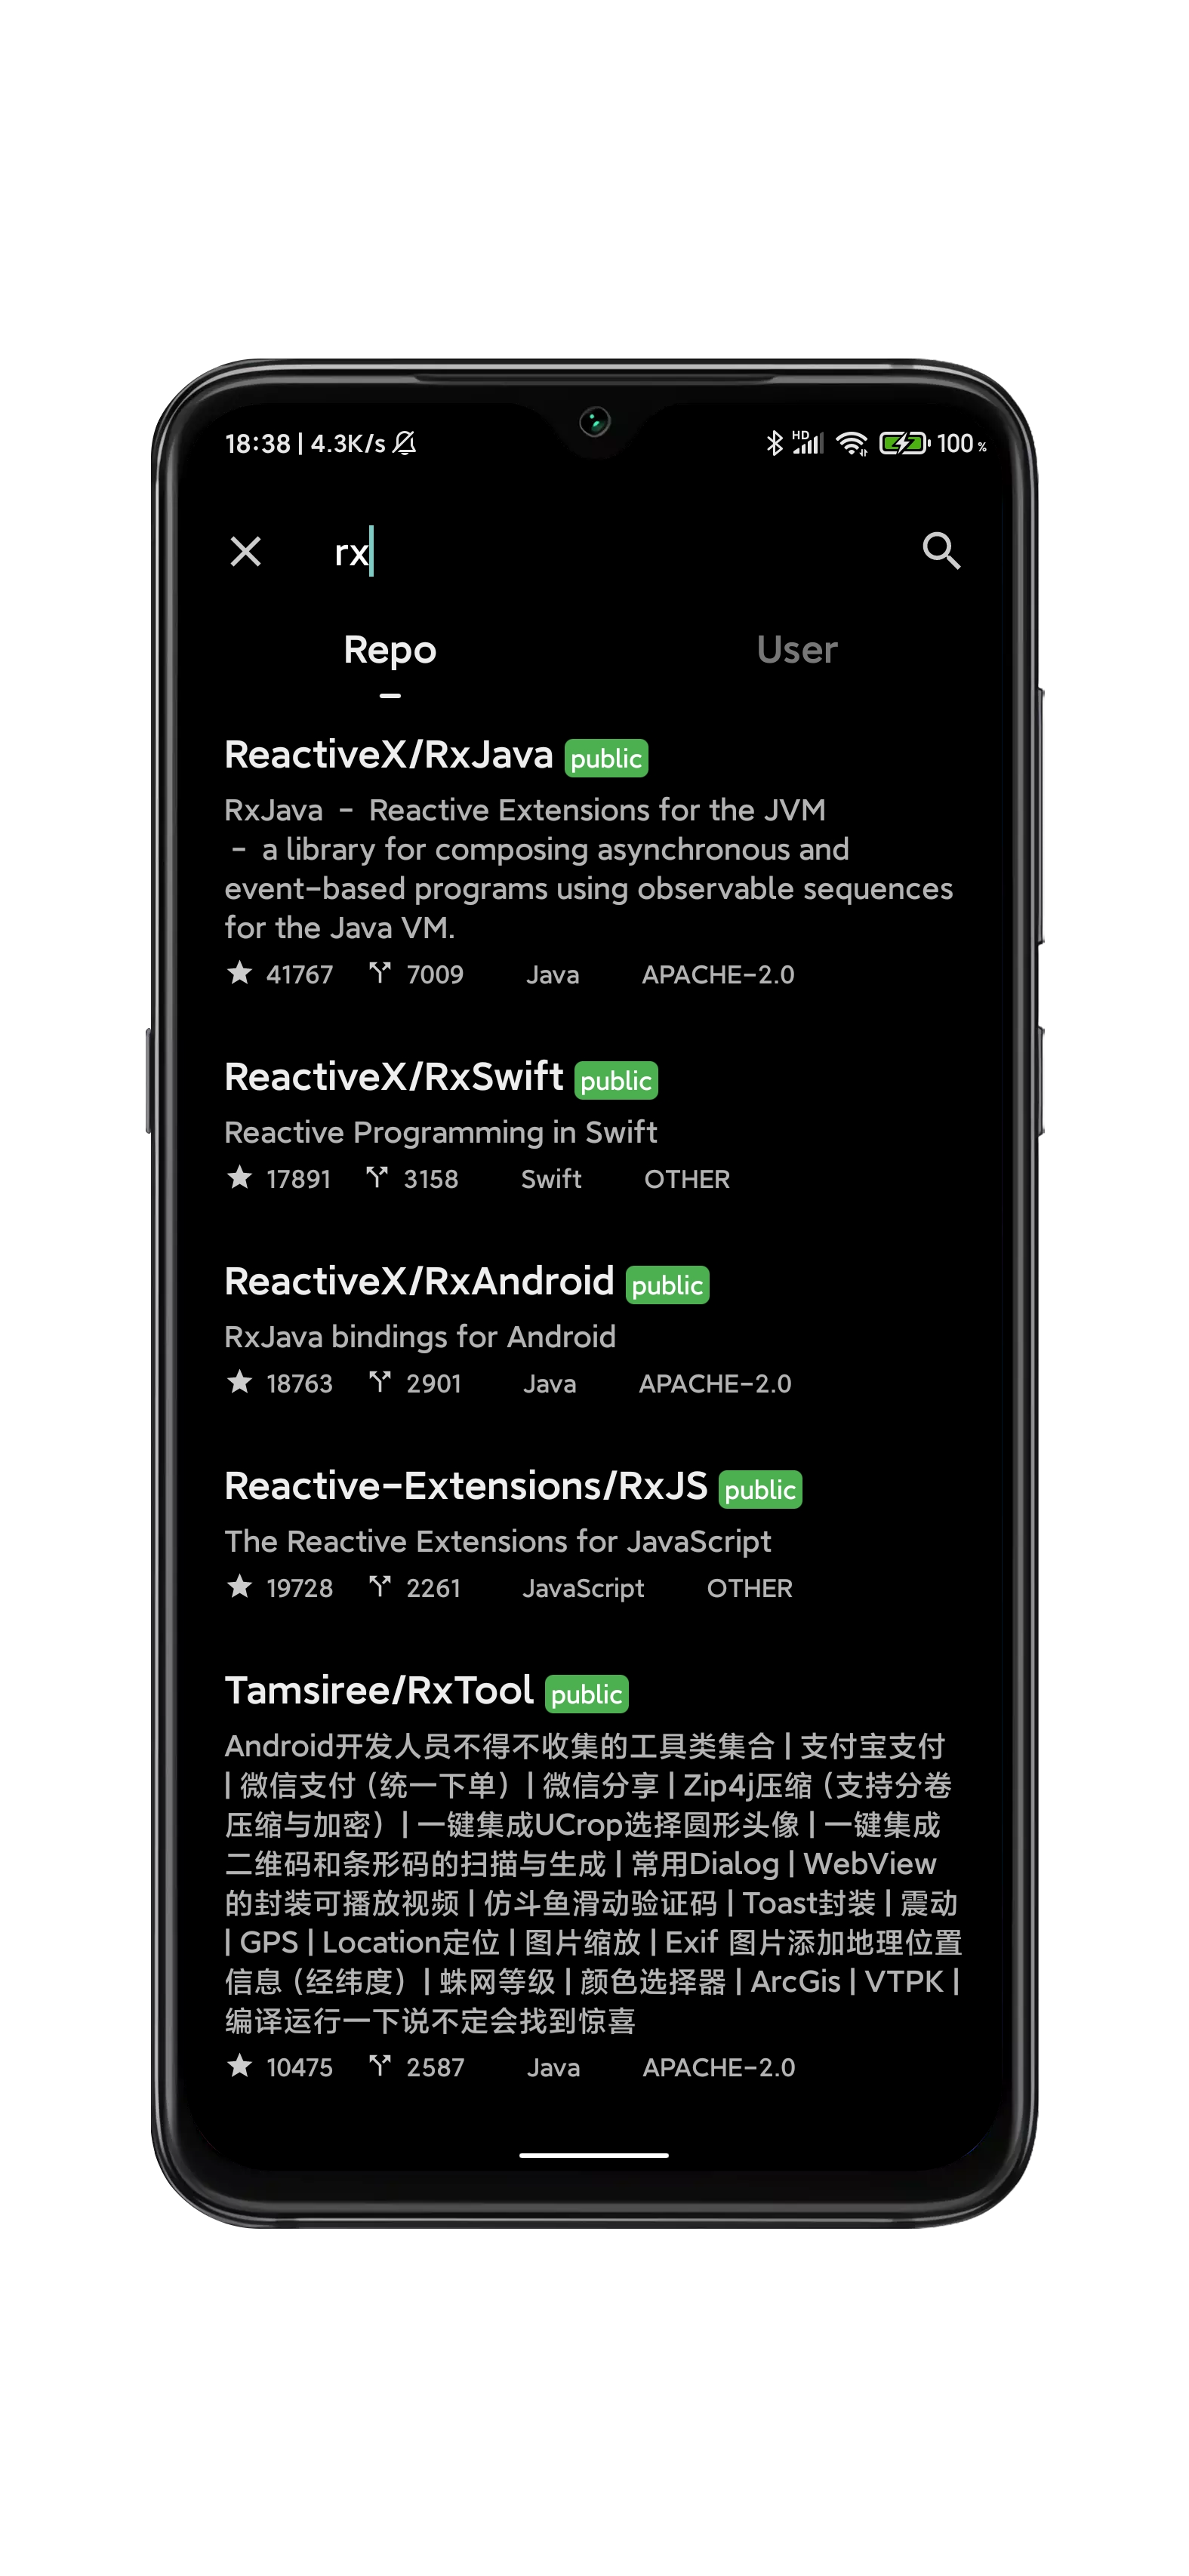 18:38 | 4.3K/s HD 100 %
rx
Repo User
ReactiveX/RxJava public
RxJava – Reactive Extensions for the JVM
– a library for composing asynchronous and
event-based programs using observable sequences
for the Java VM.
41767 7009 Java APACHE-2.0
ReactiveX/RxSwift public
Reactive Programming in Swift
17891 3158 Swift OTHER
ReactiveX/RxAndroid public
RxJava bindings for Android
18763 2901 Java APACHE-2.0
Reactive-Extensions/RxJS public
The Reactive Extensions for JavaScript
19728 2261 JavaScript OTHER
Tamsiree/RxTool public
Android开发人员不得不收集的工具类集合 | 支付宝支付
| 微信支付（统一下单）| 微信分享 | Zip4j压缩（支持分卷
压缩与加密）| 一键集成UCrop选择圆形头像 | 一键集成
二维码和条形码的扫描与生成 | 常用Dialog | WebView
的封装可播放视频 | 仿斗鱼滑动验证码 | Toast封装 | 震动
| GPS | Location定位 | 图片缩放 | Exif 图片添加地理位置
信息（经纬度）| 蛛网等级 | 颜色选择器 | ArcGis | VTPK |
编译运行一下说不定会找到惊喜
10475 2587 Java APACHE-2.0